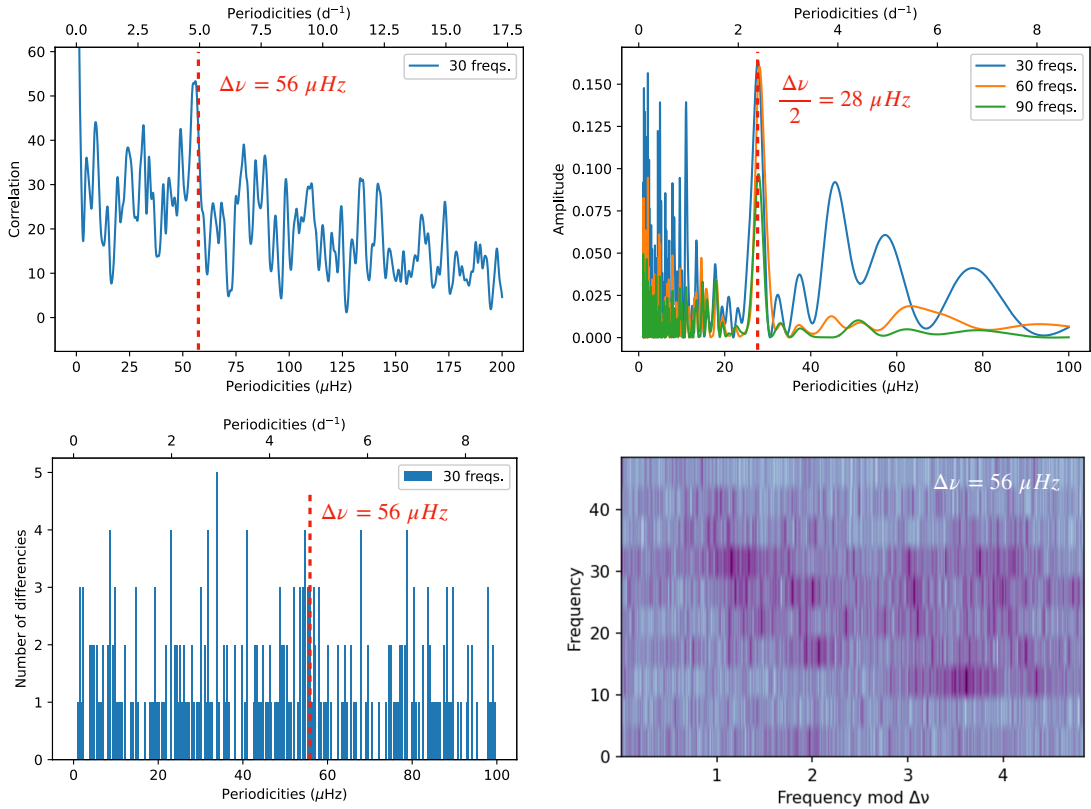 Periodicities (d⁻¹)
0.0 2.5 5.0 7.5 10.0 12.5 15.0 17.5
60
50
40
30
20
10
0
Correlation
30 freqs.
Δν = 56 μHz
0 25 50 75 100 125 150 175 200
Periodicities (μHz)
Periodicities (d⁻¹)
0 2 4 6 8
0.150
0.125
0.100
0.075
0.050
0.025
0.000
Amplitude
30 freqs.
60 freqs.
90 freqs.
Δν/2 = 28 μHz
0 20 40 60 80 100
Periodicities (μHz)
Periodicities (d⁻¹)
0 2 4 6 8
5
4
3
2
1
0
Number of differencies
30 freqs.
Δν = 56 μHz
0 20 40 60 80 100
Periodicities (μHz)
Δν = 56 μHz
40
30
20
10
0
Frequency
1 2 3 4
Frequency mod Δν